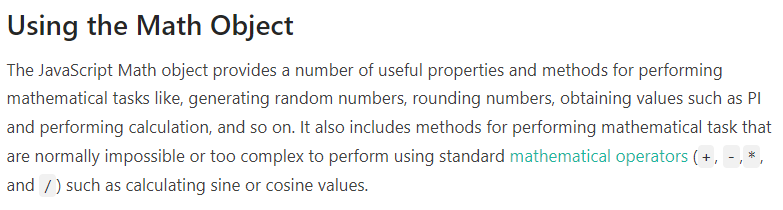 Using the Math Object
The JavaScript Math object provides a number of useful properties and methods for performing
mathematical tasks like, generating random numbers, rounding numbers, obtaining values such as PI
and performing calculation, and so on. It also includes methods for performing mathematical task that
are normally impossible or too complex to perform using standard mathematical operators (+, -,*,
and /) such as calculating sine or cosine values.